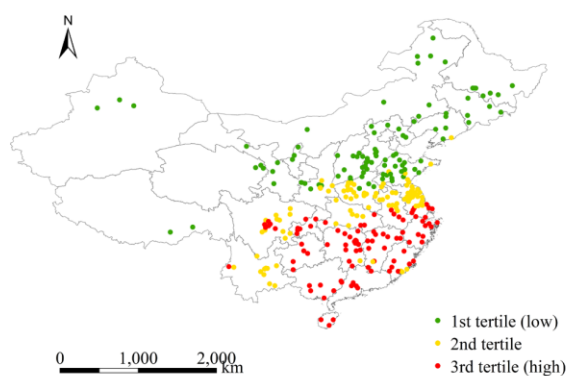 N
1st tertile (low)
2nd tertile
3rd tertile (high)
0 1,000 2,000
km